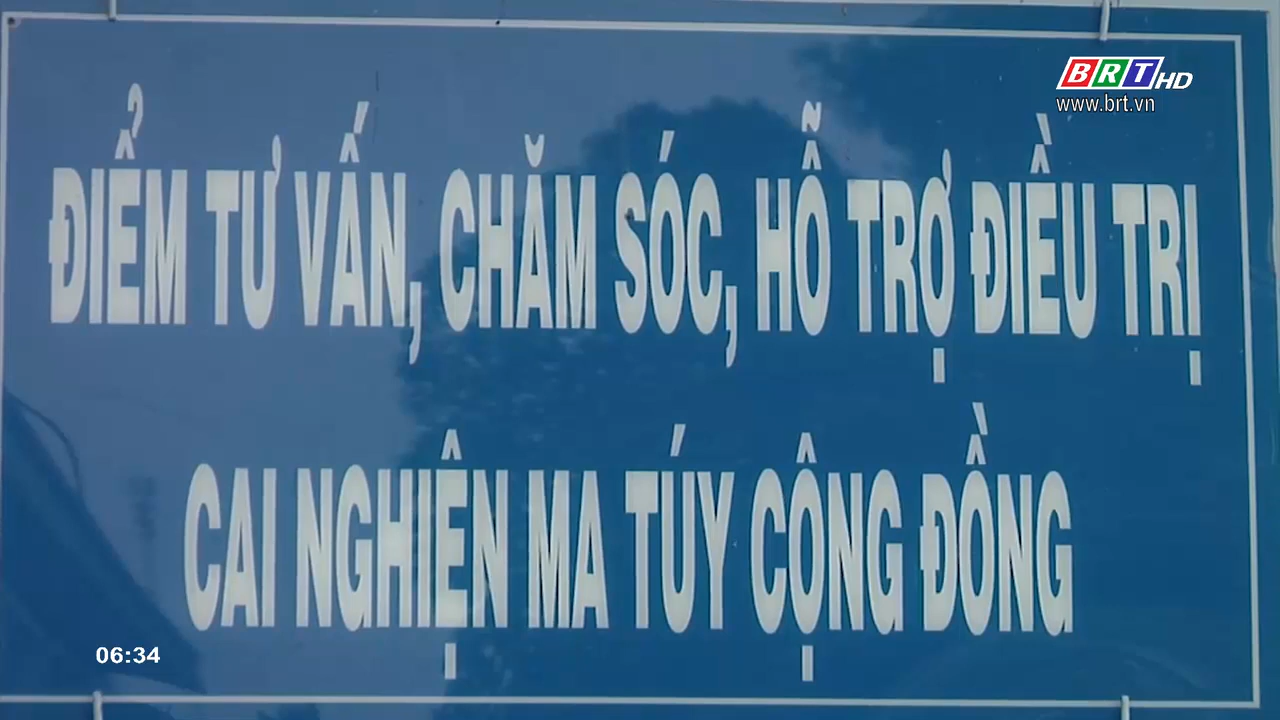 BRT HD
www.brt.vn
ĐIỂM TƯ VẤN, CHĂM SÓC, HỖ TRỢ ĐIỀU TRỊ
CAI NGHIỆN MA TÚY CỘNG ĐỒNG
06:34